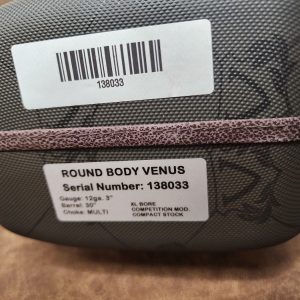 138033
ROUND BODY VENUS
Serial Number: 138033
Gauge: 12ga. 3"
Barrel: 30"
Choke: MULTI
XL BORE
COMPETITION MOD.
COMPACT STOCK